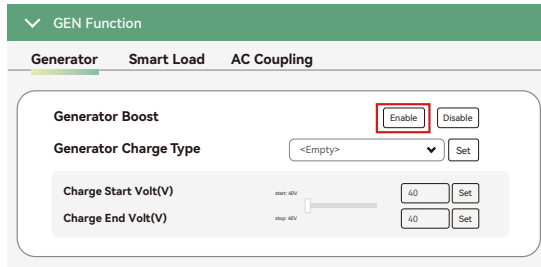 GEN Function
Generator Smart Load AC Coupling
Generator Boost Enable Disable
Generator Charge Type <Empty> Set
Charge Start Volt(V) start: 40V 40 Set
Charge End Volt(V) stop: 40V 40 Set